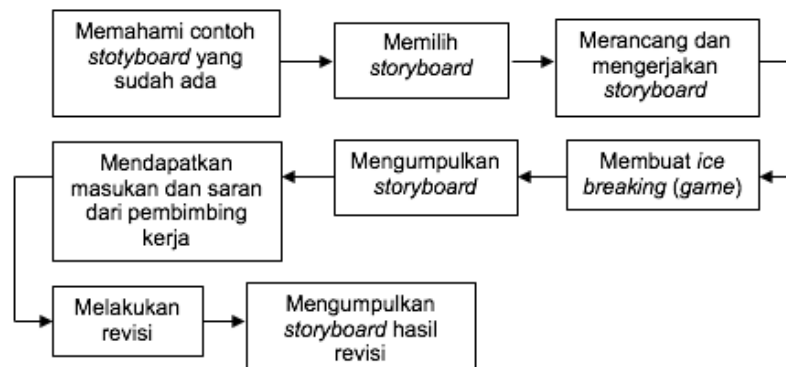 Memahami contoh
stotyboard yang
sudah ada
Memilih
storyboard
Merancang dan
mengerjakan
storyboard
Membuat ice
breaking (game)
Mengumpulkan
storyboard
Mendapatkan
masukan dan saran
dari pembimbing
kerja
Melakukan
revisi
Mengumpulkan
storyboard hasil
revisi